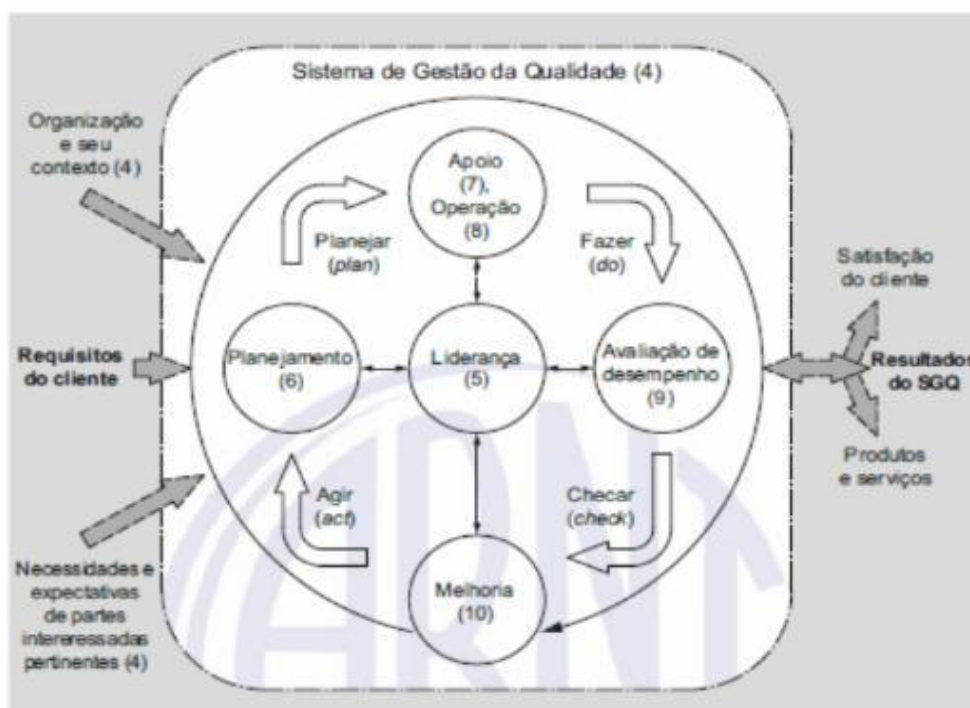 Sistema de Gestão da Qualidade (4)
Organização
e seu
contexto (4)
Apoio
(7),
Operação
(8)
Planejar
(plan)
Fazer
(do)
Satisfação
do cliente
Requisitos
do cliente
Planejamento
(6)
Liderança
(5)
Avaliação de
desempenho
(9)
Resultados
do SGQ
Produtos
e serviços
Agir
(act)
Checar
(check)
Necessidades e
expectativas
de partes
intereressadas
pertinentes (4)
Melhoria
(10)